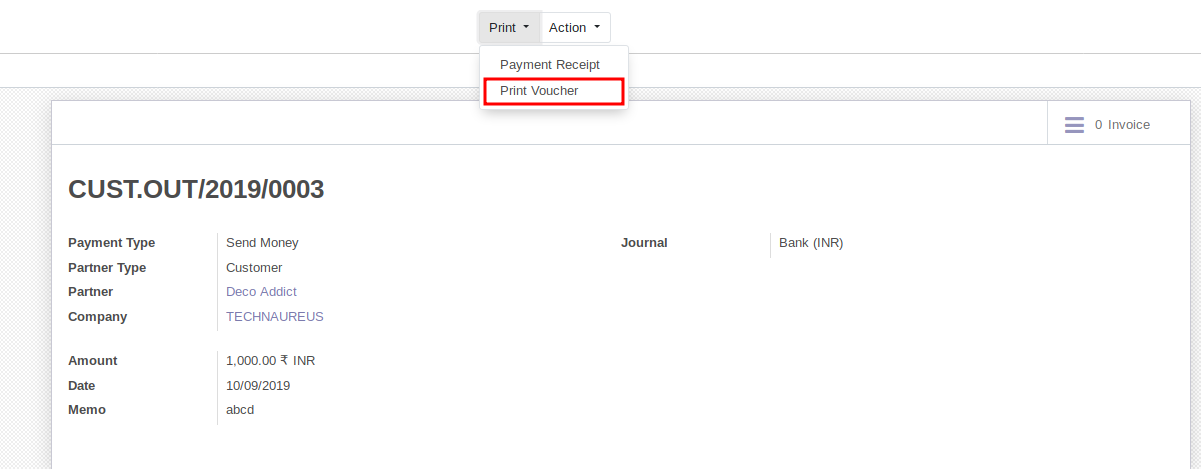 Print Action
Payment Receipt
Print Voucher
0 Invoice
CUST.OUT/2019/0003
Payment Type Send Money Journal Bank (INR)
Partner Type Customer
Partner Deco Addict
Company TECHNAUREUS
Amount 1,000.00 ₹ INR
Date 10/09/2019
Memo abcd